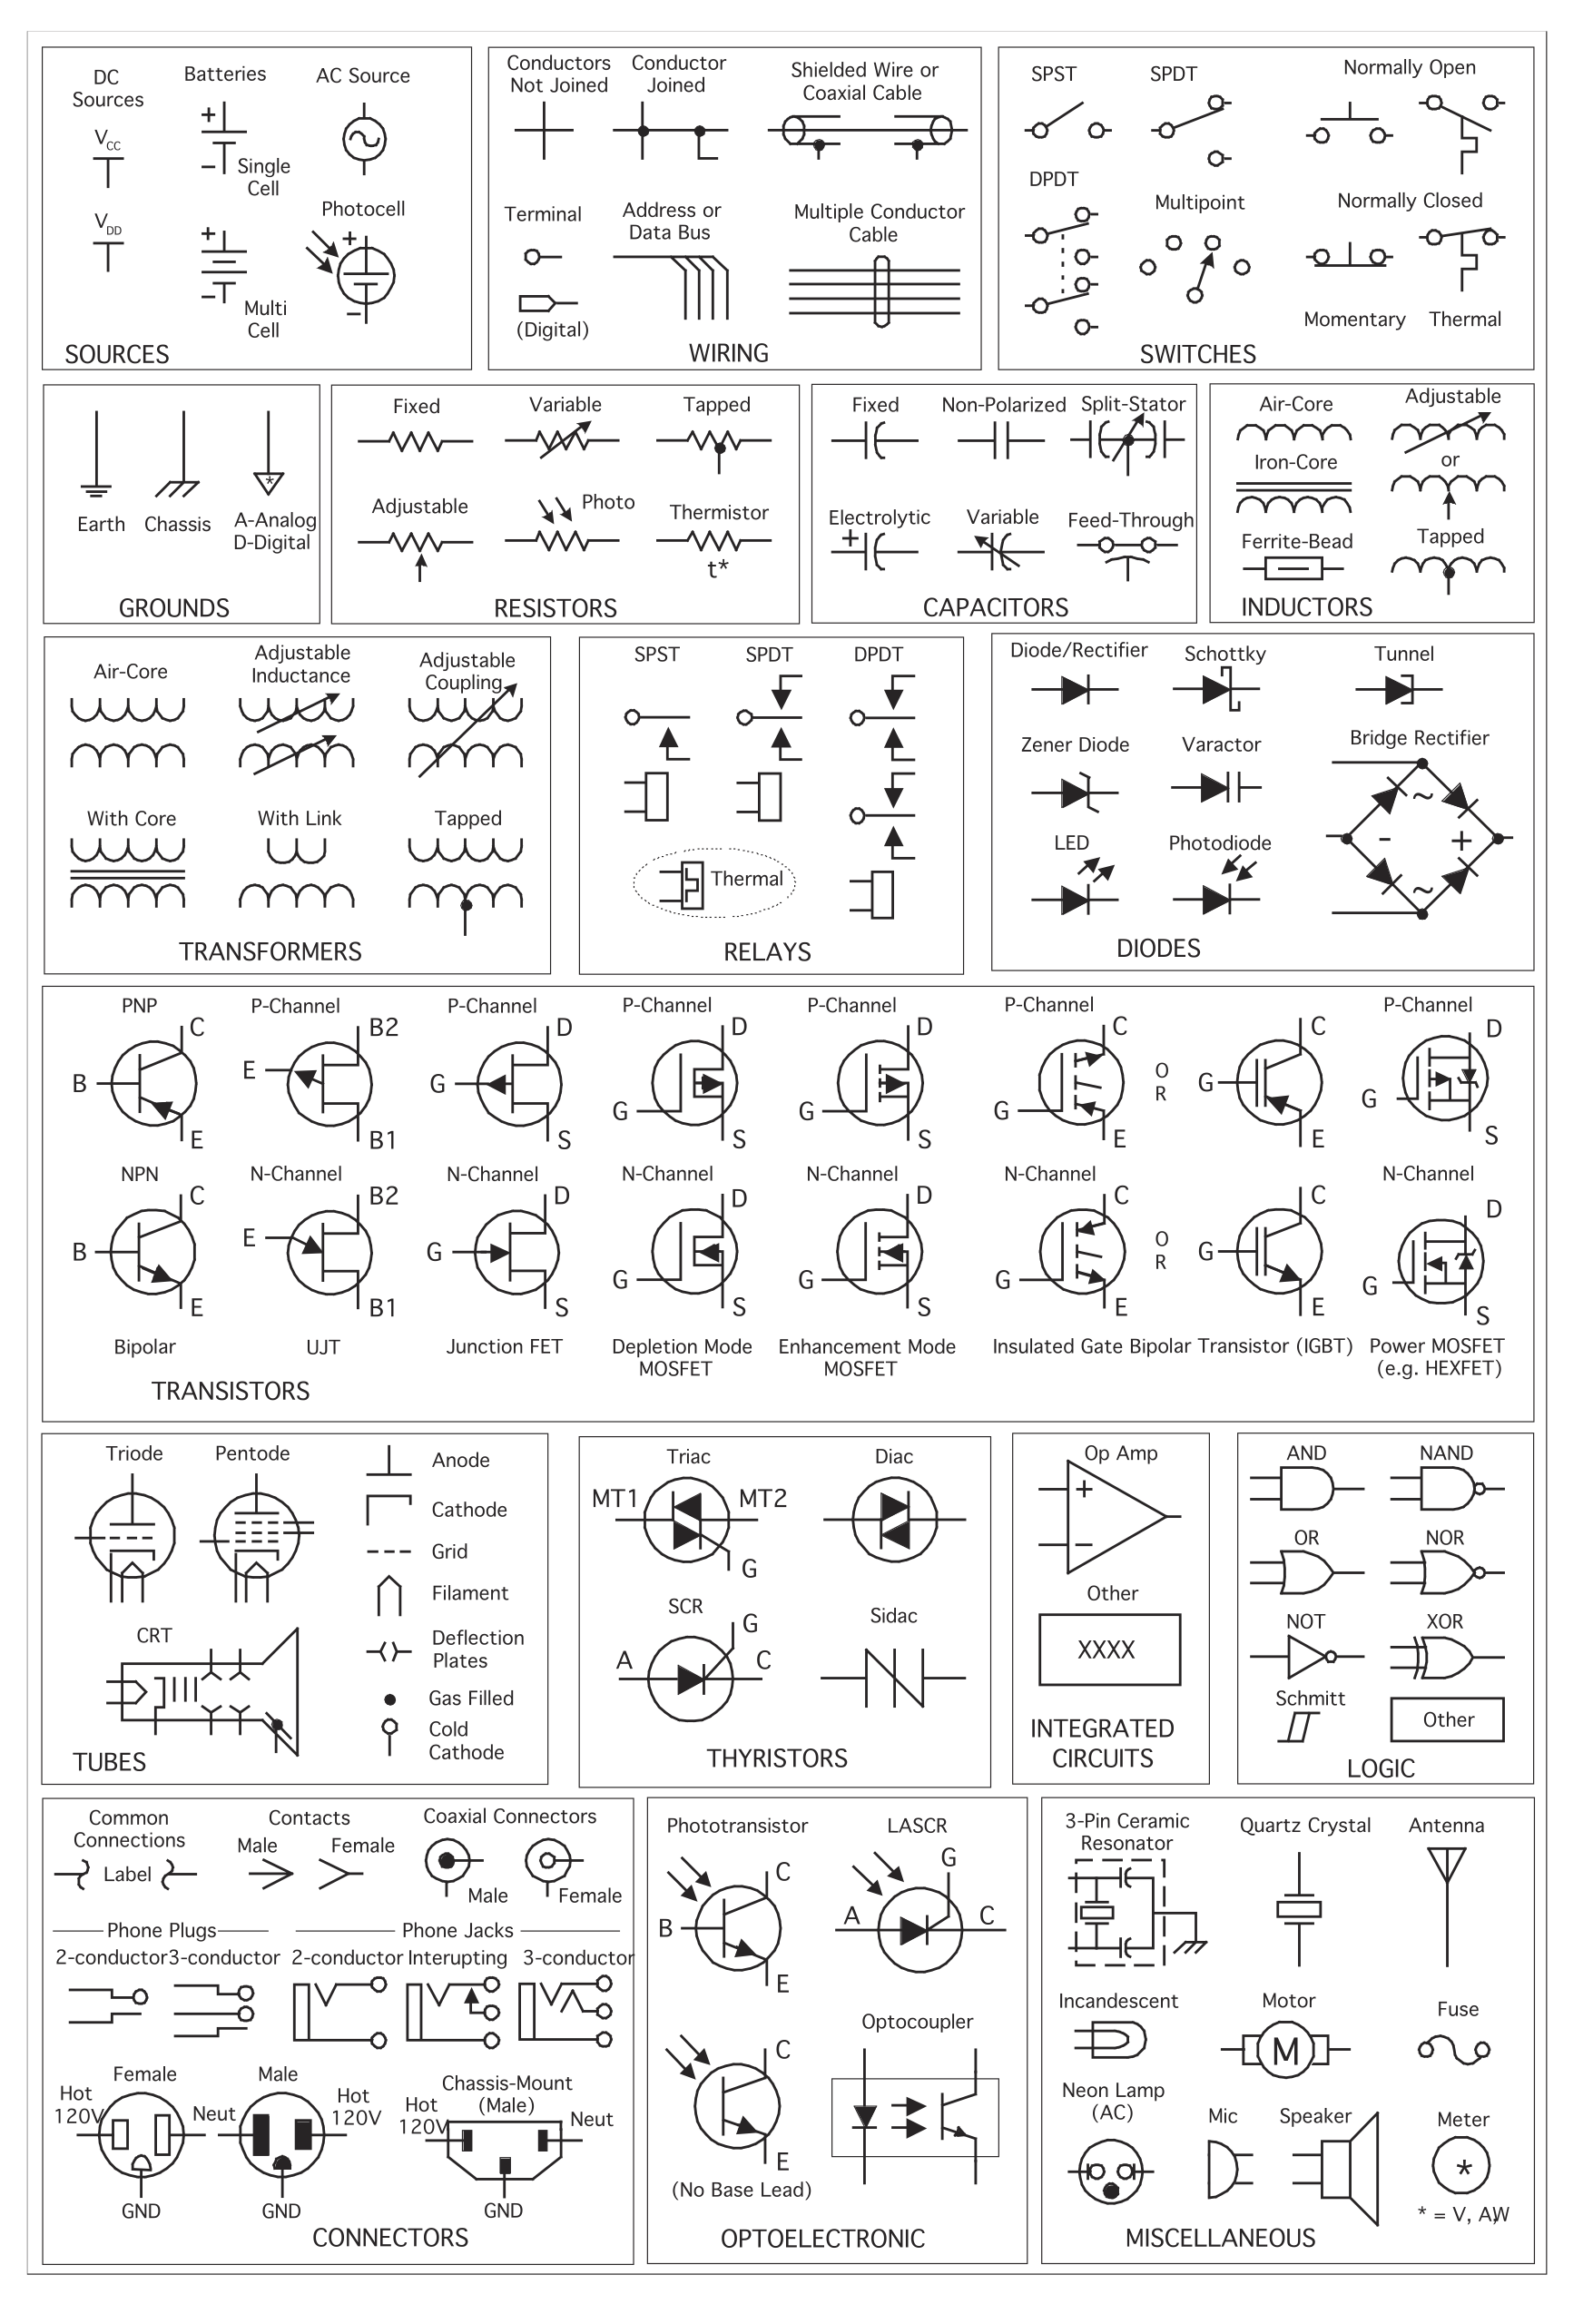 DC
Sources
VCC
VDD
Batteries
+
−
Single
Cell
+
−
Multi
Cell
AC Source
Photocell
+
−
SOURCES
Conductors
Not Joined
Conductor
Joined
Shielded Wire or
Coaxial Cable
Terminal
(Digital)
Address or
Data Bus
Multiple Conductor
Cable
WIRING
SPST
SPDT
Normally Open
DPDT
Multipoint
Normally Closed
Momentary
Thermal
SWITCHES
*
Earth
Chassis
A-Analog
D-Digital
GROUNDS
Fixed
Variable
Tapped
Adjustable
Photo
Thermistor
t*
RESISTORS
Fixed
Non-Polarized
Split-Stator
Electrolytic
+
Variable
Feed-Through
CAPACITORS
Air-Core
Adjustable
Iron-Core
or
Ferrite-Bead
Tapped
INDUCTORS
Air-Core
Adjustable
Inductance
Adjustable
Coupling
With Core
With Link
Tapped
TRANSFORMERS
SPST
SPDT
DPDT
Thermal
RELAYS
Diode/Rectifier
Schottky
Tunnel
Zener Diode
Varactor
Bridge Rectifier
LED
Photodiode
~
-
+
~
DIODES
PNP
C
B
E
P-Channel
B2
E
B1
P-Channel
D
G
S
P-Channel
D
G
S
P-Channel
D
G
S
P-Channel
C
G
E
O
R
C
G
E
P-Channel
D
G
S
NPN
C
B
E
N-Channel
B2
E
B1
N-Channel
D
G
S
N-Channel
D
G
S
N-Channel
D
G
S
N-Channel
C
G
E
O
R
C
G
E
N-Channel
D
G
S
Bipolar
UJT
Junction FET
Depletion Mode
MOSFET
Enhancement Mode
MOSFET
Insulated Gate Bipolar Transistor (IGBT)
Power MOSFET
(e.g. HEXFET)
TRANSISTORS
Triode
Pentode
Anode
Cathode
Grid
Filament
CRT
Deflection
Plates
Gas Filled
Cold
Cathode
TUBES
Triac
MT1
MT2
G
Diac
SCR
G
A
C
Sidac
THYRISTORS
Op Amp
+
−
Other
XXXX
INTEGRATED
CIRCUITS
AND
NAND
OR
NOR
NOT
XOR
Schmitt
Other
LOGIC
Common
Connections
Label
Contacts
Male
Female
Coaxial Connectors
Male
Female
Phone Plugs
Phone Jacks
2-conductor
3-conductor
2-conductor
Interupting
3-conductor
Female
Hot
120V
Neut
GND
Male
Hot
120V
GND
Chassis-Mount
(Male)
Hot
120V
Neut
GND
CONNECTORS
Phototransistor
C
B
E
LASCR
G
A
C
C
E
(No Base Lead)
Optocoupler
OPTOELECTRONIC
3-Pin Ceramic
Resonator
Quartz Crystal
Antenna
Incandescent
Motor
M
Fuse
Neon Lamp
(AC)
Mic
Speaker
Meter
*
* = V, A,W
MISCELLANEOUS